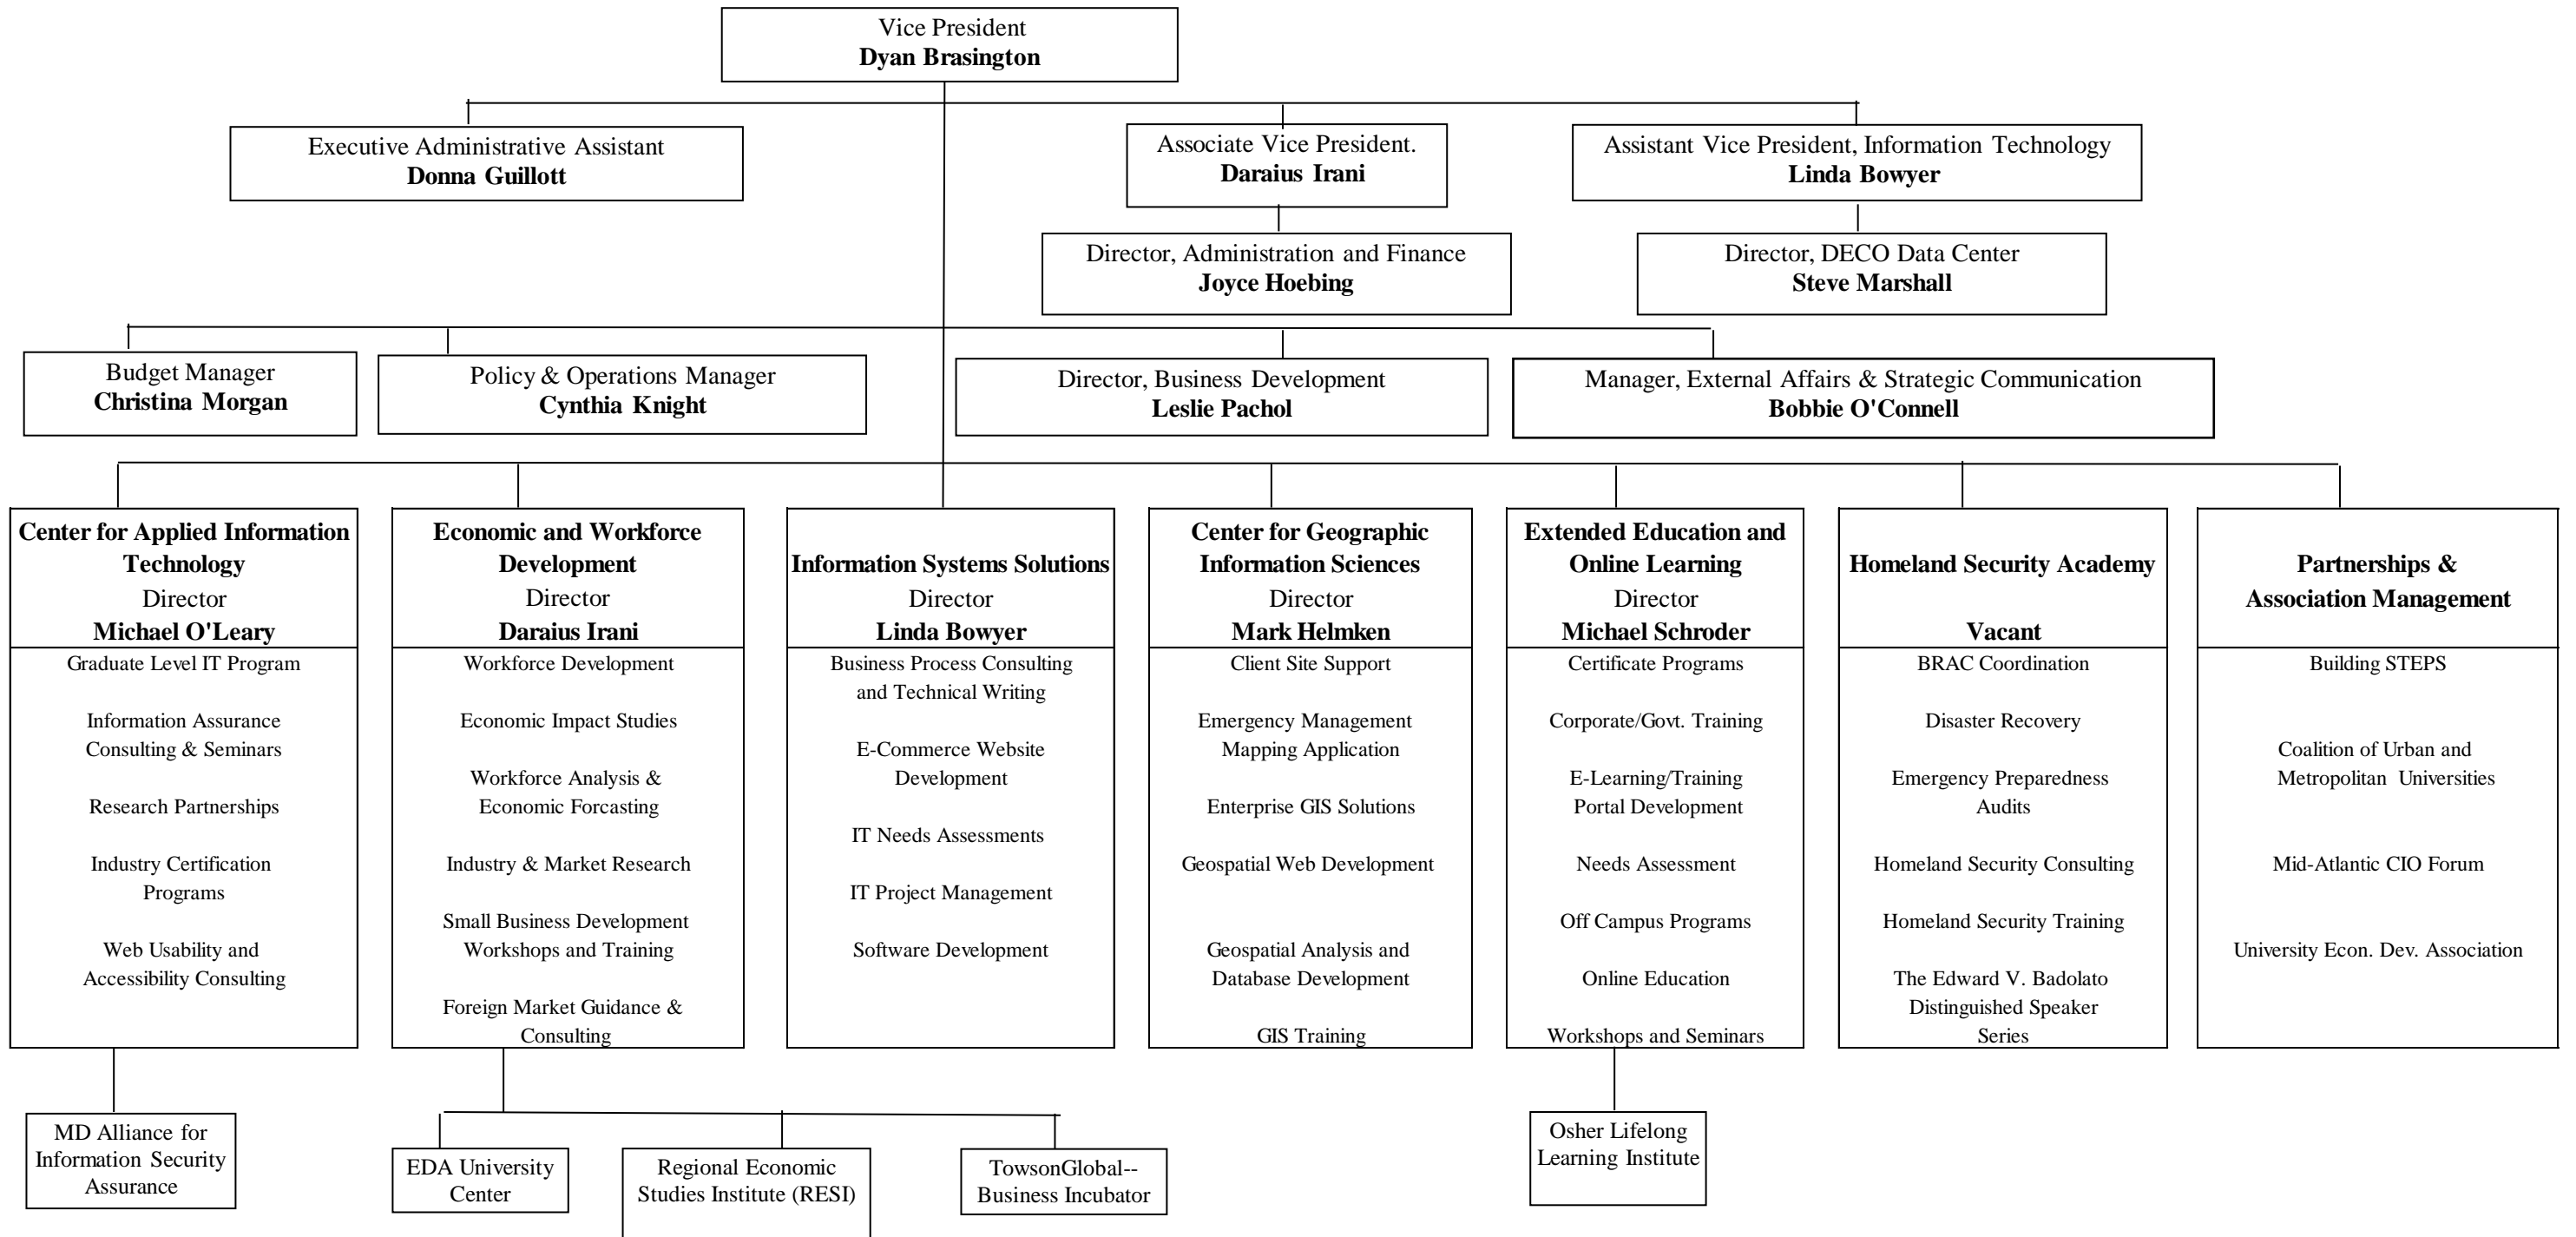 Vice President
Dyan Brasington
Executive Administrative Assistant
Donna Guillott
Associate Vice President.
Daraius Irani
Assistant Vice President, Information Technology
Linda Bowyer
Director, Administration and Finance
Joyce Hoebing
Director, DECO Data Center
Steve Marshall
Budget Manager
Christina Morgan
Policy & Operations Manager
Cynthia Knight
Director, Business Development
Leslie Pachol
Manager, External Affairs & Strategic Communication
Bobbie O'Connell
Center for Applied Information
Technology
Director
Michael O'Leary
Graduate Level IT Program
Information Assurance
Consulting & Seminars
Research Partnerships
Industry Certification
Programs
Web Usability and
Accessibility Consulting
Economic and Workforce
Development
Director
Daraius Irani
Workforce Development
Economic Impact Studies
Workforce Analysis &
Economic Forcasting
Industry & Market Research
Small Business Development
Workshops and Training
Foreign Market Guidance &
Consulting
Information Systems Solutions
Director
Linda Bowyer
Business Process Consulting
and Technical Writing
E-Commerce Website
Development
IT Needs Assessments
IT Project Management
Software Development
Center for Geographic
Information Sciences
Director
Mark Helmken
Client Site Support
Emergency Management
Mapping Application
Enterprise GIS Solutions
Geospatial Web Development
Geospatial Analysis and
Database Development
GIS Training
Extended Education and
Online Learning
Director
Michael Schroder
Certificate Programs
Corporate/Govt. Training
E-Learning/Training
Portal Development
Needs Assessment
Off Campus Programs
Online Education
Workshops and Seminars
Homeland Security Academy
Vacant
BRAC Coordination
Disaster Recovery
Emergency Preparedness
Audits
Homeland Security Consulting
Homeland Security Training
The Edward V. Badolato
Distinguished Speaker
Series
Partnerships &
Association Management
Building STEPS
Coalition of Urban and
Metropolitan Universities
Mid-Atlantic CIO Forum
University Econ. Dev. Association
MD Alliance for
Information Security
Assurance
EDA University
Center
Regional Economic
Studies Institute (RESI)
TowsonGlobal--
Business Incubator
Osher Lifelong
Learning Institute